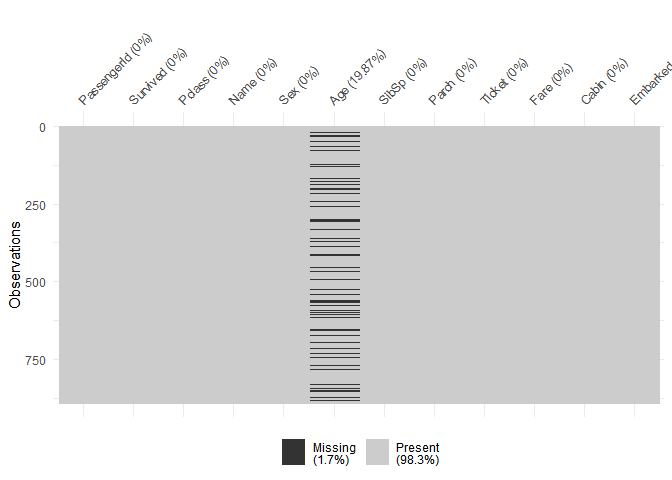 PassengerId (0%)
Survived (0%)
Pclass (0%)
Name (0%)
Sex (0%)
Age (19.87%)
SibSp (0%)
Parch (0%)
Ticket (0%)
Fare (0%)
Cabin (0%)
Embarked
0
250
500
750
Observations
Missing
(1.7%)
Present
(98.3%)